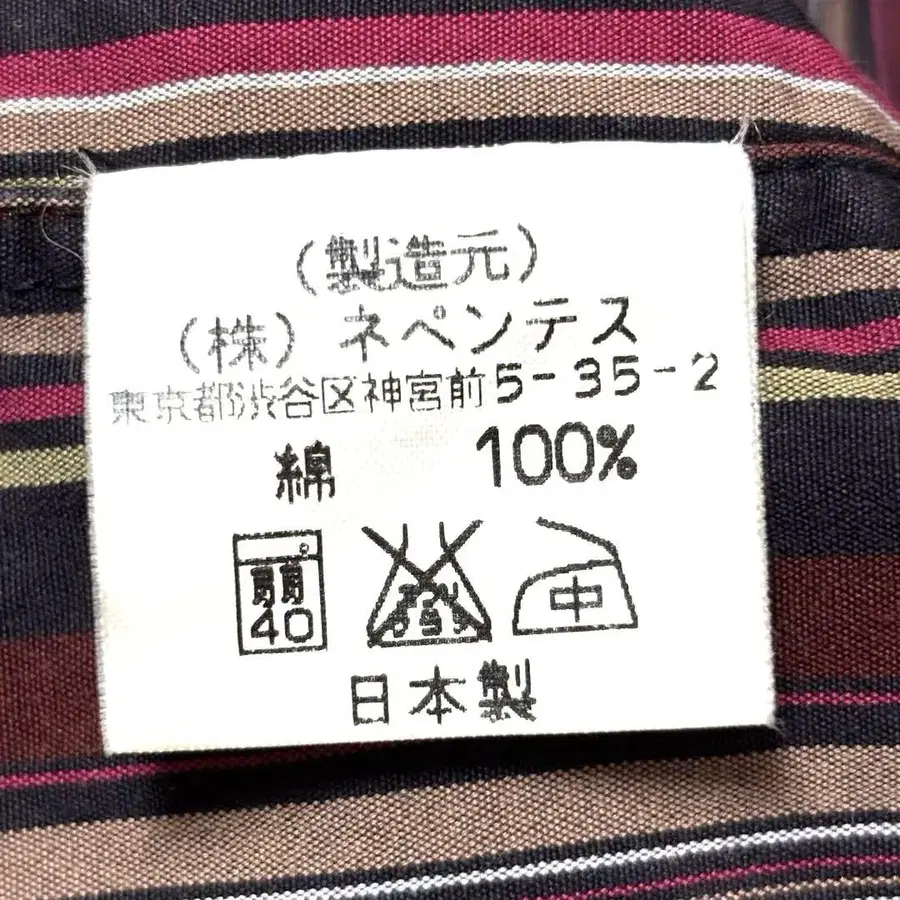 (製造元)
(株)ネペンテス
東京都渋谷区神宮前5-35-2
綿 100%
弱
40
中
日本製